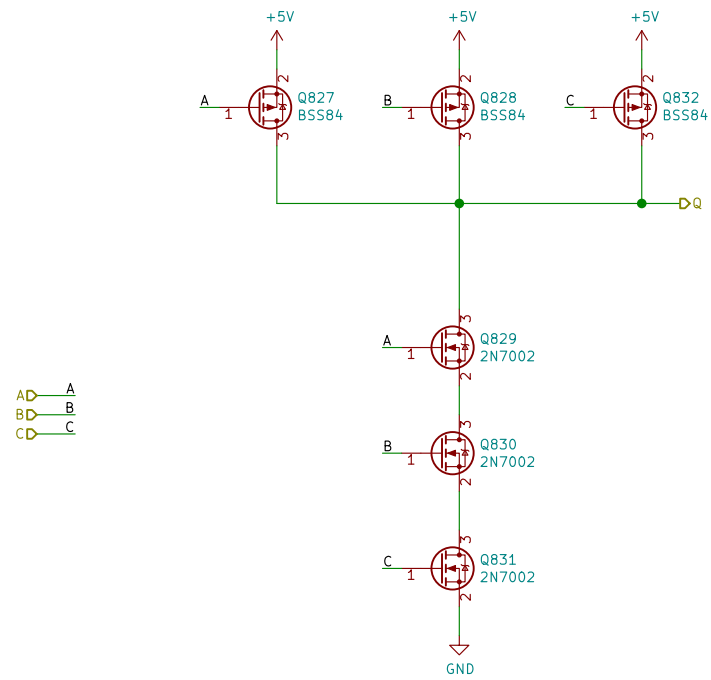 +5V +5V +5V
2 2 2
A 1 Q827 B 1 Q828 C 1 Q832
BSS84 BSS84 BSS84
3 3 3
Q
3
A 1 Q829
2N7002
2
A A
B B
C C
3
B 1 Q830
2N7002
2
3
C 1 Q831
2N7002
2
GND